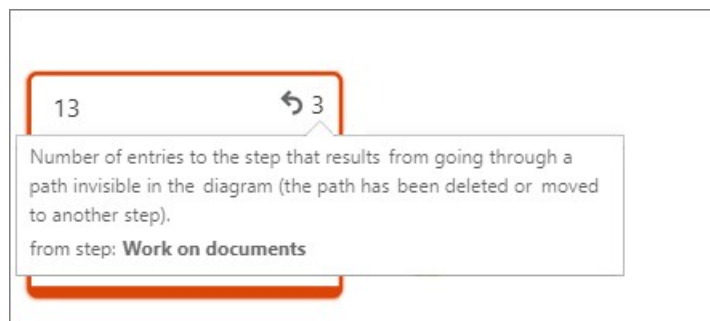 13 3
Number of entries to the step that results from going through a
path invisible in the diagram (the path has been deleted or moved
to another step).
from step: Work on documents